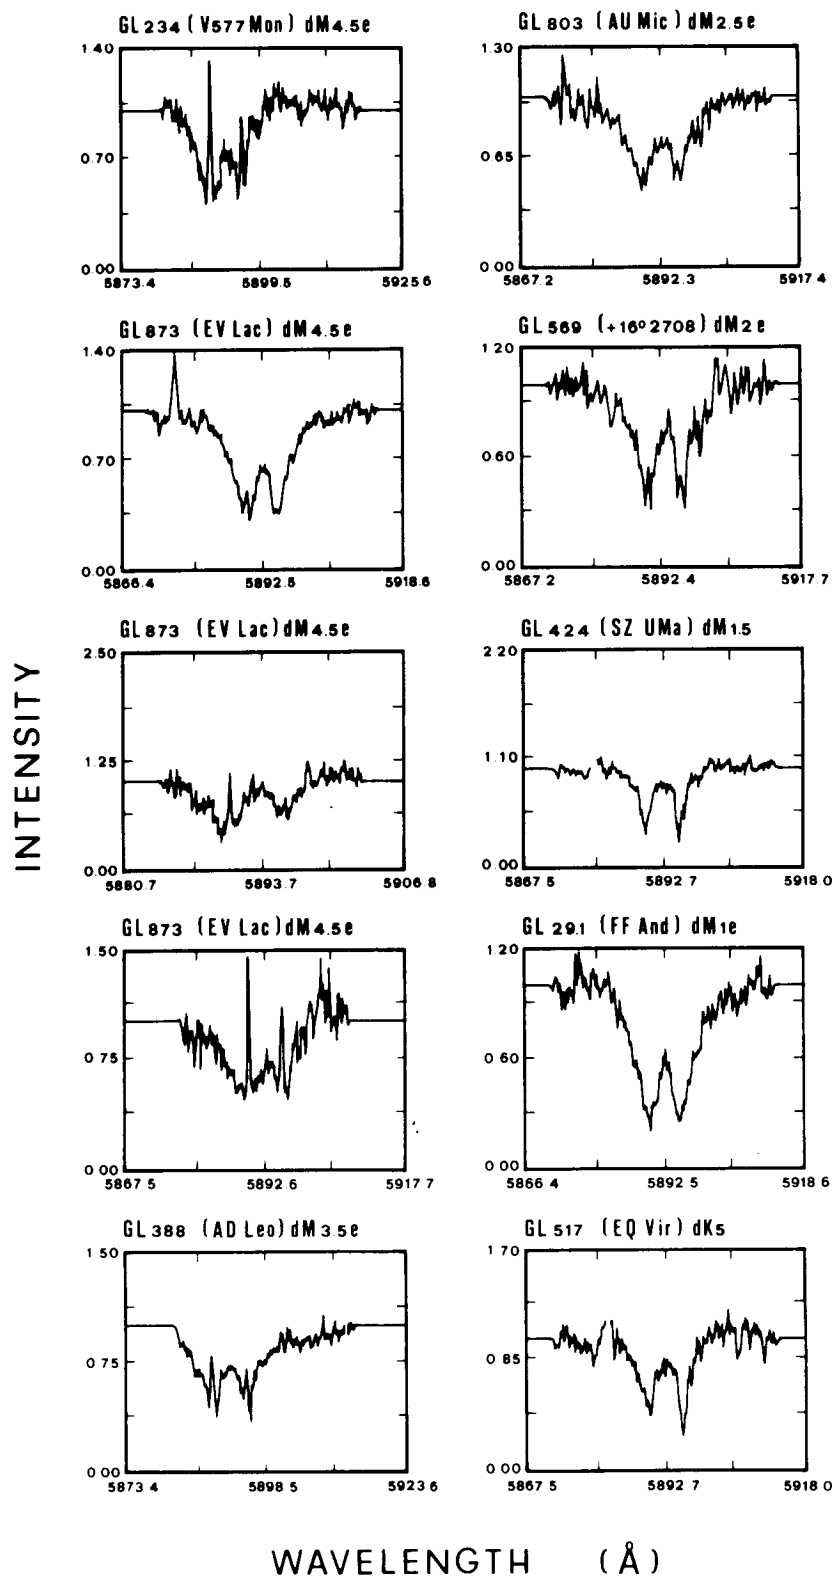 GL 234 (V577 Mon) dM4.5e
1.40
0.70
0.00
5873.4 5899.5 5925.6
GL 803 (AU Mic) dM2.5e
1.30
0.65
0.00
5867.2 5892.3 5917.4
GL 873 (EV Lac) dM4.5e
1.40
0.70
0.00
5866.4 5892.5 5918.6
GL 569 (+16º2708) dM2e
1.20
0.60
0.00
5867.2 5892.4 5917.7
GL 873 (EV Lac) dM4.5e
2.50
1.25
0.00
5880.7 5893.7 5906.8
GL 424 (SZ UMa) dM1.5
2.20
1.10
0.00
5867.5 5892.7 5918.0
GL 873 (EV Lac) dM4.5e
1.50
0.75
0.00
5867.5 5892.6 5917.7
GL 29.1 (FF And) dM1e
1.20
0.60
0.00
5866.4 5892.5 5918.6
GL 388 (AD Leo) dM3.5e
1.50
0.75
0.00
5873.4 5898.5 5923.6
GL 517 (EQ Vir) dK5
1.70
0.85
0.00
5867.5 5892.7 5918.0
INTENSITY
WAVELENGTH (Å)